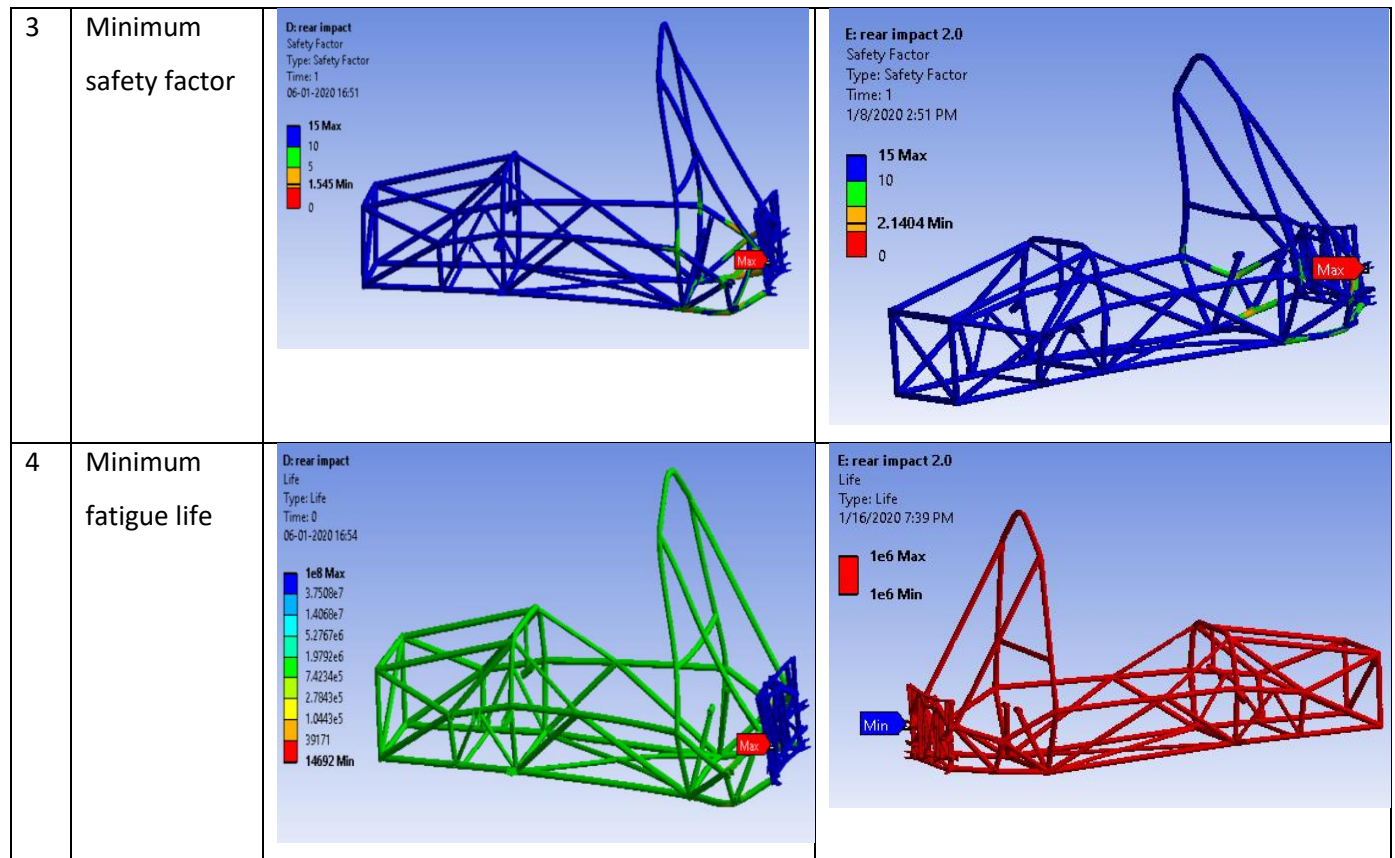 3
Minimum
safety factor
D: rear impact
Safety Factor
Type: Safety Factor
Time: 1
06-01-2020 16:51
15 Max
10
5
1.545 Min
0
Max
E: rear impact 2.0
Safety Factor
Type: Safety Factor
Time: 1
1/8/2020 2:51 PM
15 Max
10
2.1404 Min
0
Max
4
Minimum
fatigue life
D: rear impact
Life
Type: Life
Time: 0
06-01-2020 16:54
1e8 Max
3.7508e7
1.4068e7
5.2767e6
1.9792e6
7.4234e5
2.7843e5
1.0443e5
39171
14692 Min
Max
E: rear impact 2.0
Life
Type: Life
1/16/2020 7:39 PM
1e6 Max
1e6 Min
Min